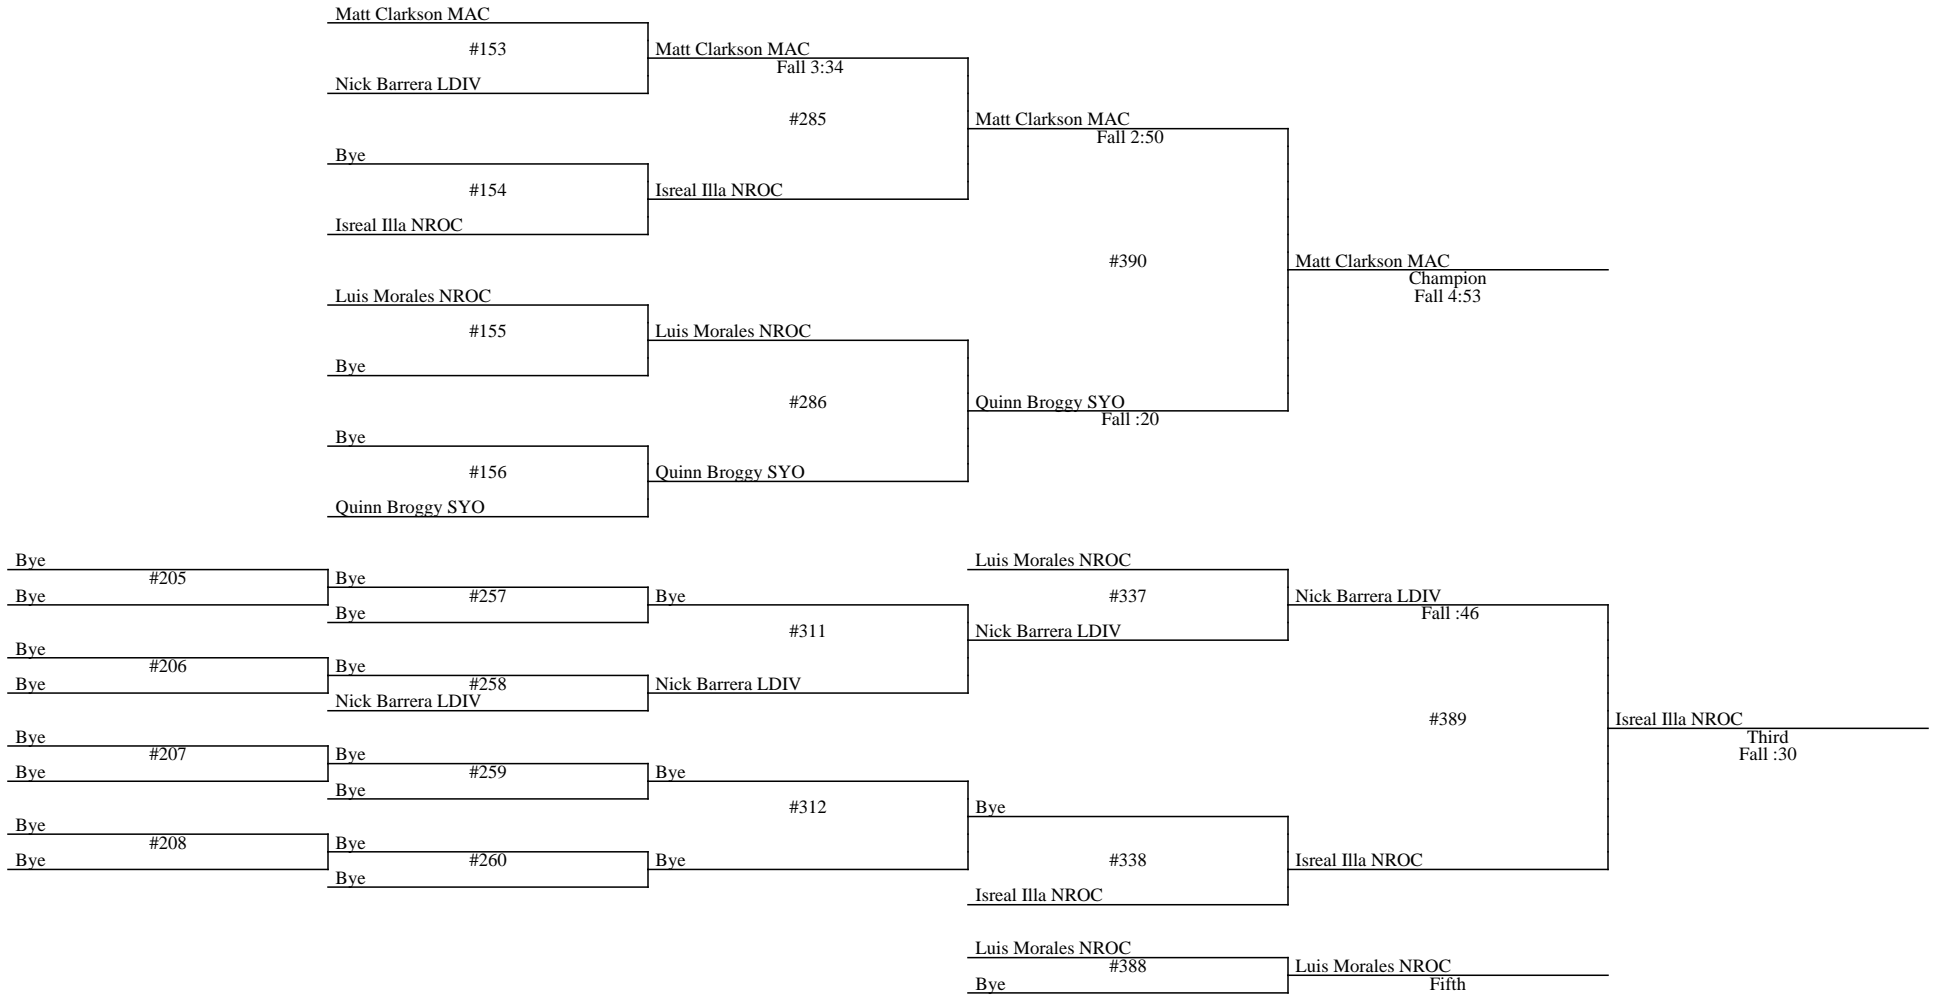 Matt Clarkson MAC
#153
Nick Barrera LDIV
Matt Clarkson MAC
Fall 3:34
#285
Bye
#154
Isreal Illa NROC
Isreal Illa NROC
Matt Clarkson MAC
Fall 2:50
#390
Luis Morales NROC
#155
Bye
Luis Morales NROC
#286
Bye
#156
Quinn Broggy SYO
Quinn Broggy SYO
Quinn Broggy SYO
Fall :20
Matt Clarkson MAC
Champion
Fall 4:53
Bye
#205
Bye
Bye
#257
Bye
Bye
#311
Bye
#206
Bye
Bye
#258
Nick Barrera LDIV
Nick Barrera LDIV
Luis Morales NROC
#337
Nick Barrera LDIV
Nick Barrera LDIV
Fall :46
#389
Bye
#207
Bye
Bye
#259
Bye
Bye
#312
Bye
#208
Bye
Bye
#260
Bye
Bye
Bye
#338
Isreal Illa NROC
Isreal Illa NROC
Isreal Illa NROC
Third
Fall :30
Luis Morales NROC
#388
Bye
Luis Morales NROC
Fifth